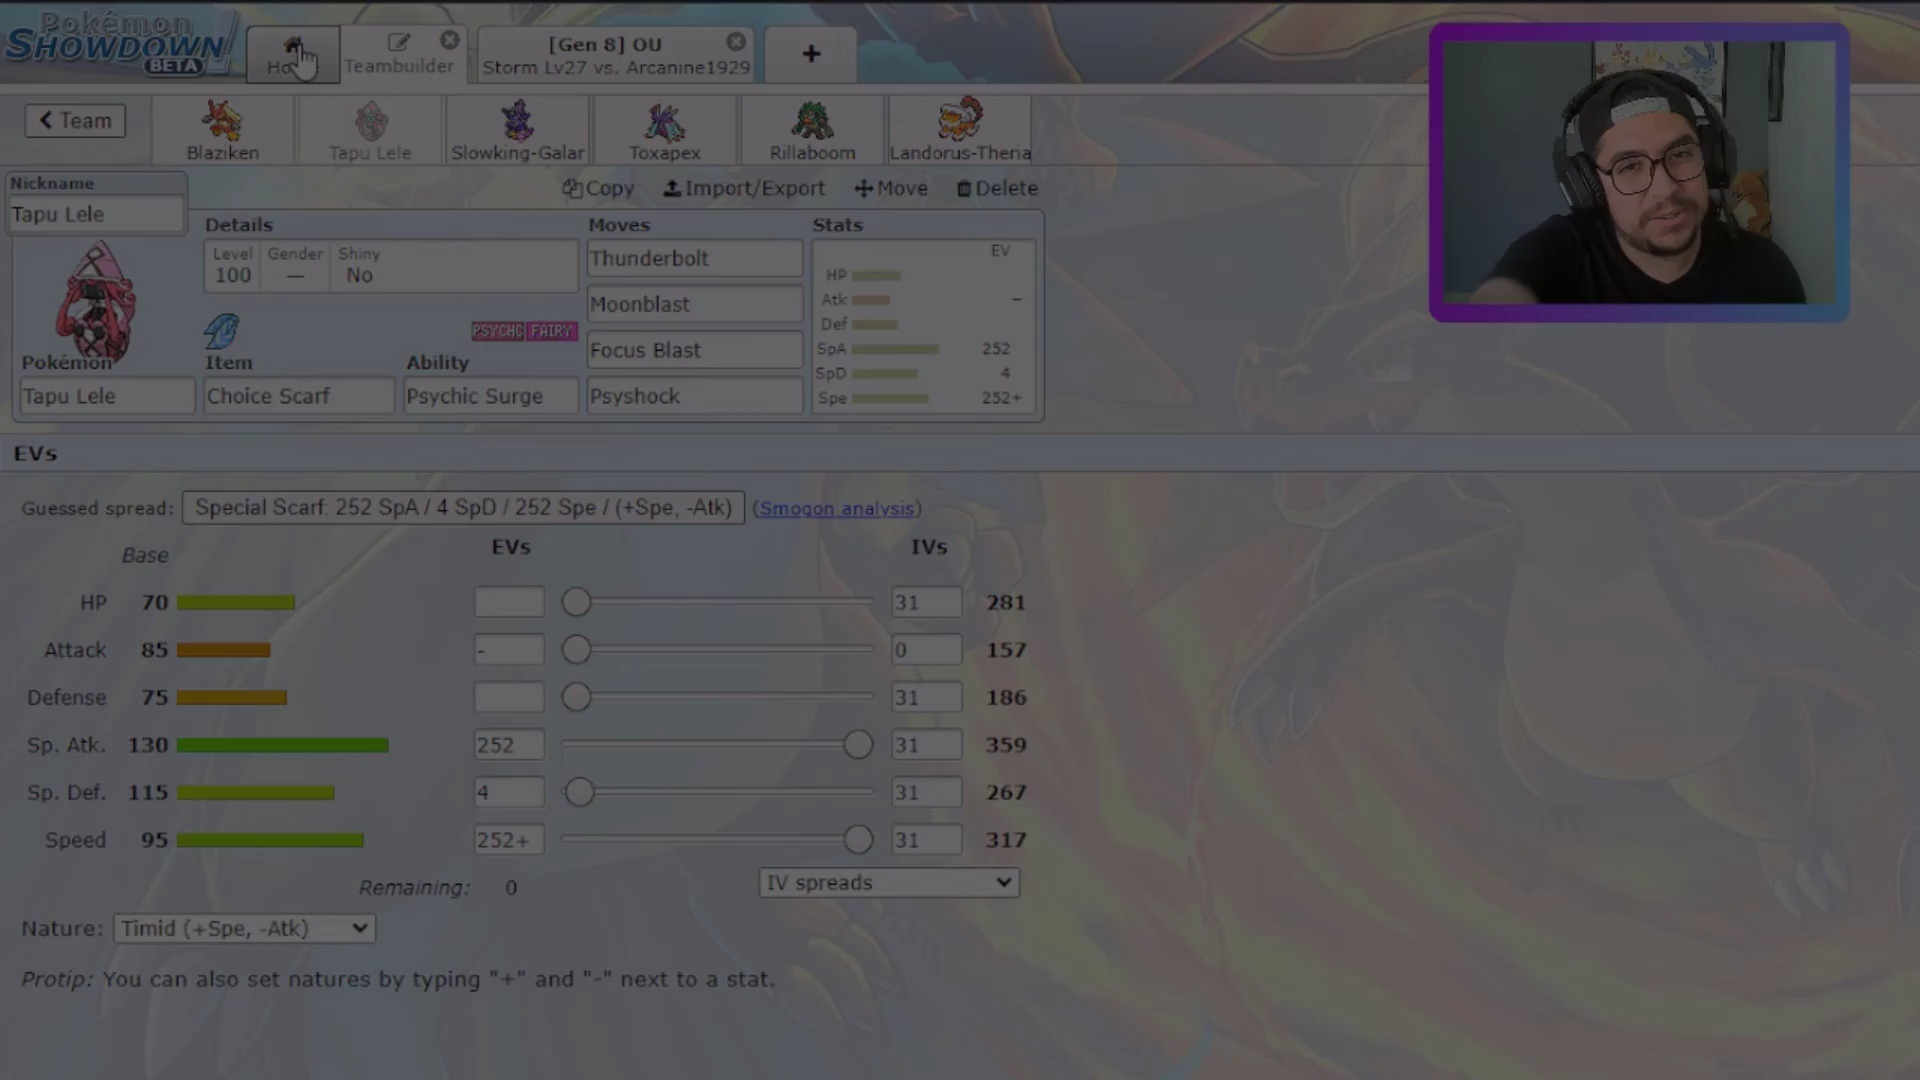 Pokémon
SHOWDOWN!
BETA
Teambuilder
[Gen 8] OU
Storm Lv27 vs. Arcanine1929
+
Team
Blaziken
Tapu Lele
Slowking-Galar
Toxapex
Rillaboom
Landorus-Theria
Nickname
Tapu Lele
Copy
Import/Export
Move
Delete
Details
Level Gender Shiny
100 — No
PSYCHC FAIRY
Pokémon
Tapu Lele
Item
Choice Scarf
Ability
Psychic Surge
Moves
Thunderbolt
Moonblast
Focus Blast
Psyshock
Stats
EV
HP
Atk –
Def
SpA 252
SpD 4
Spe 252+
EVs
Guessed spread: Special Scarf: 252 SpA / 4 SpD / 252 Spe / (+Spe, -Atk) (Smogon analysis)
Base EVs IVs
HP 70 31 281
Attack 85 - 0 157
Defense 75 31 186
Sp. Atk. 130 252 31 359
Sp. Def. 115 4 31 267
Speed 95 252+ 31 317
Remaining: 0 IV spreads
Nature: Timid (+Spe, -Atk)
Protip: You can also set natures by typing "+" and "-" next to a stat.